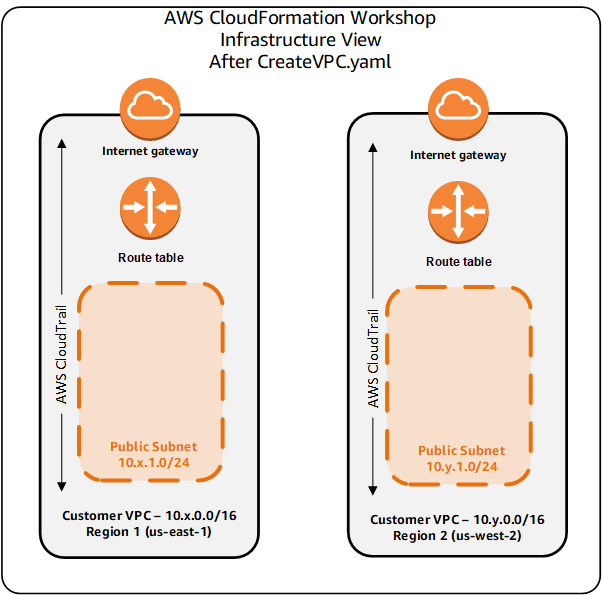 AWS CloudFormation Workshop
Infrastructure View
After CreateVPC.yaml
Internet gateway
Route table
AWS CloudTrail
Public Subnet
10.x.1.0/24
Customer VPC – 10.x.0.0/16
Region 1 (us-east-1)
Internet gateway
Route table
AWS CloudTrail
Public Subnet
10.y.1.0/24
Customer VPC – 10.y.0.0/16
Region 2 (us-west-2)